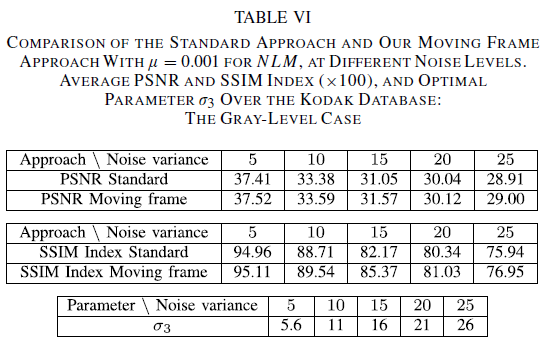 TABLE VI
COMPARISON OF THE STANDARD APPROACH AND OUR MOVING FRAME
APPROACH WITH μ = 0.001 FOR NLM, AT DIFFERENT NOISE LEVELS.
AVERAGE PSNR AND SSIM INDEX (×100), AND OPTIMAL
PARAMETER σ3 OVER THE KODAK DATABASE:
THE GRAY-LEVEL CASE
Approach \ Noise variance 5 10 15 20 25
PSNR Standard 37.41 33.38 31.05 30.04 28.91
PSNR Moving frame 37.52 33.59 31.57 30.12 29.00
Approach \ Noise variance 5 10 15 20 25
SSIM Index Standard 94.96 88.71 82.17 80.34 75.94
SSIM Index Moving frame 95.11 89.54 85.37 81.03 76.95
Parameter \ Noise variance 5 10 15 20 25
σ3 5.6 11 16 21 26